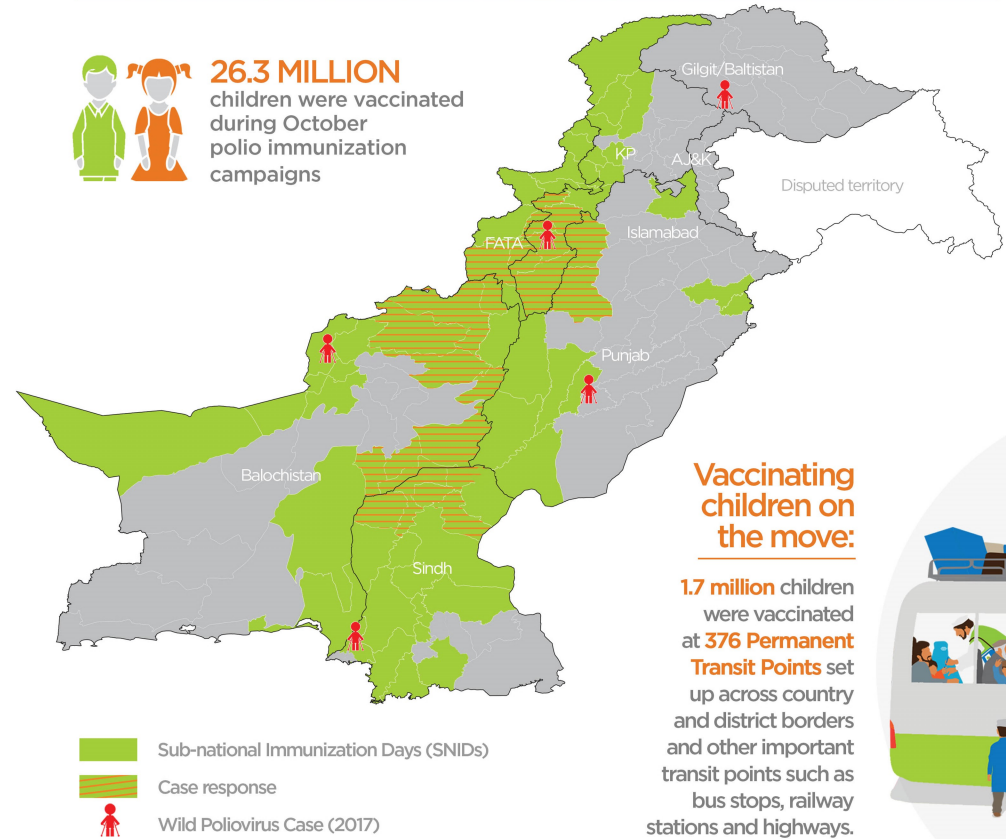 26.3 MILLION
children were vaccinated
during October
polio immunization
campaigns
Gilgit/Baltistan
KP
AJ&K
Disputed territory
Islamabad
FATA
Punjab
Balochistan
Sindh
Vaccinating
children on
the move:
1.7 million children
were vaccinated
at 376 Permanent
Transit Points set
up across country
and district borders
and other important
transit points such as
bus stops, railway
stations and highways.
Sub-national Immunization Days (SNIDs)
Case response
Wild Poliovirus Case (2017)